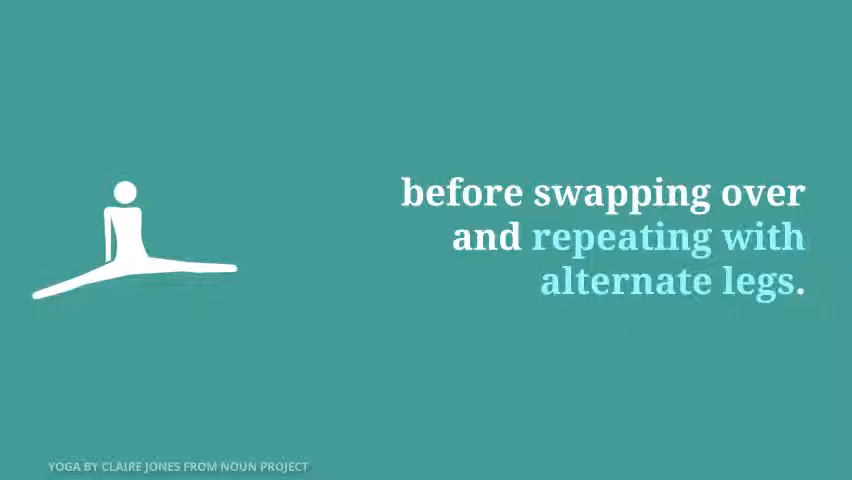 before swapping over
and repeating with
alternate legs.
YOGA BY CLAIRE JONES FROM NOUN PROJECT